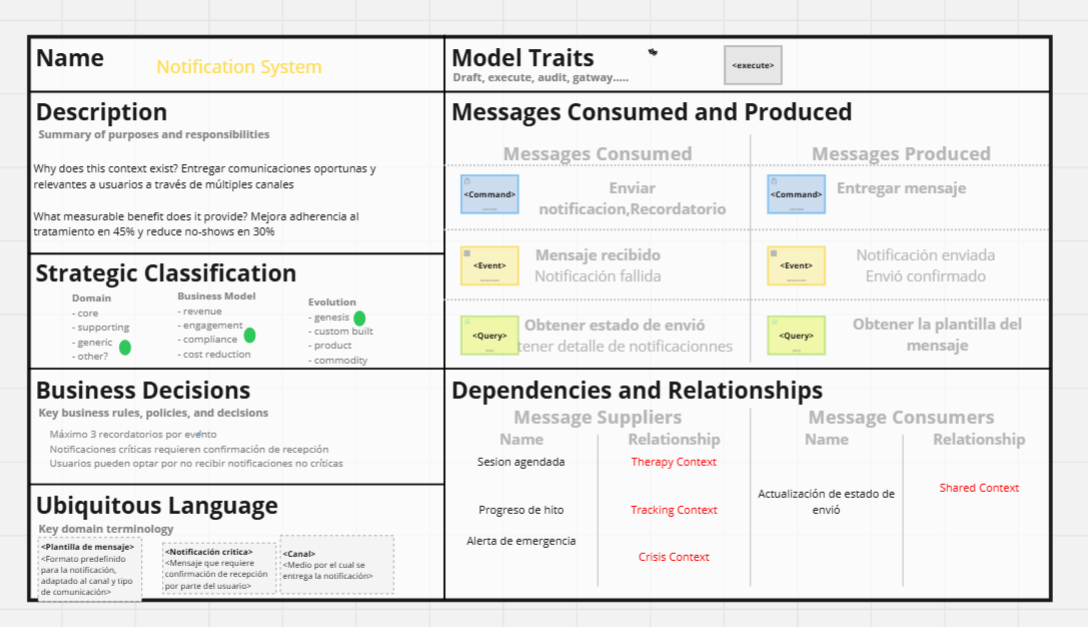 Name
Notification System
Model Traits
Draft, execute, audit, gatway.....
<execute>
Description
Summary of purposes and responsibilities
Why does this context exist? Entregar comunicaciones oportunas y
relevantes a usuarios a través de múltiples canales
What measurable benefit does it provide? Mejora adherencia al
tratamiento en 45% y reduce no-shows en 30%
Strategic Classification
Domain
- core
- supporting
- generic
- other?
Business Model
- revenue
- engagement
- compliance
- cost reduction
Evolution
- genesis
- custom built
- product
- commodity
Business Decisions
Key business rules, policies, and decisions
Máximo 3 recordatorios por evento
Notificaciones críticas requieren confirmación de recepción
Usuarios pueden optar por no recibir notificaciones no críticas
Ubiquitous Language
Key domain terminology
<Plantilla de mensaje>
<Formato predefinido
para la notificación,
adaptado al canal y tipo
de comunicación>
<Notificación critica>
<Mensaje que requiere
confirmación de recepción
por parte del usuario>
<Canal>
<Medio por el cual se
entrega la notificación>
Messages Consumed and Produced
Messages Consumed
<Command>
Enviar
notificacion,Recordatorio
<Event>
Mensaje recibido
Notificación fallida
<Query>
Obtener estado de envió
tener detalle de notificacionnes
Messages Produced
<Command>
Entregar mensaje
<Event>
Notificación enviada
Envió confirmado
<Query>
Obtener la plantilla del
mensaje
Dependencies and Relationships
Message Suppliers
Name
Relationship
Sesion agendada
Therapy Context
Progreso de hito
Tracking Context
Alerta de emergencia
Crisis Context
Message Consumers
Name
Relationship
Actualización de estado de
envió
Shared Context